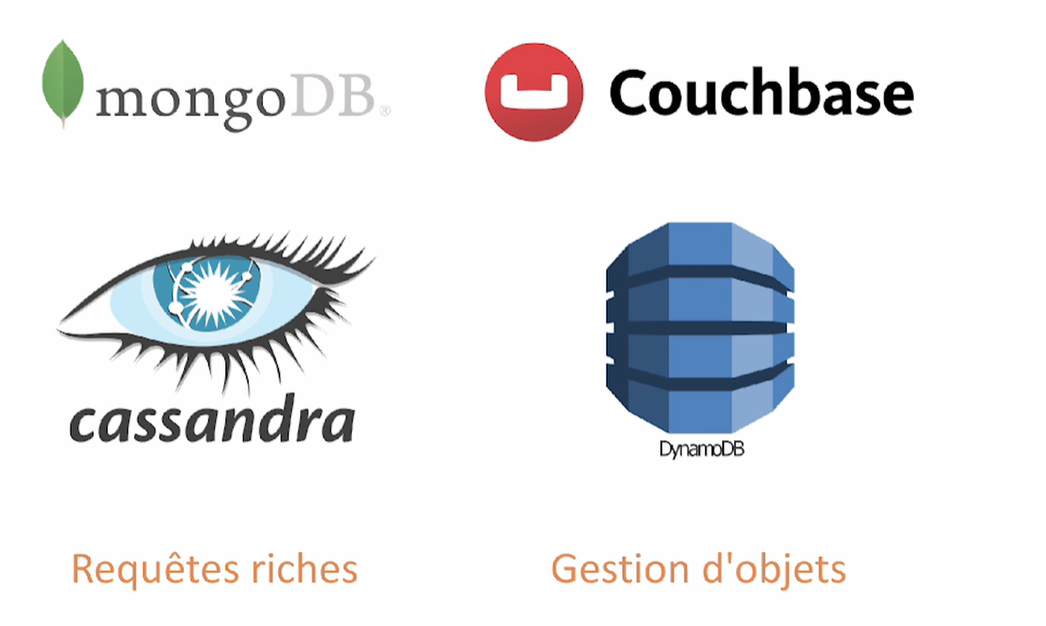 mongoDB®
Couchbase
cassandra
DynamoDB
Requêtes riches
Gestion d'objets